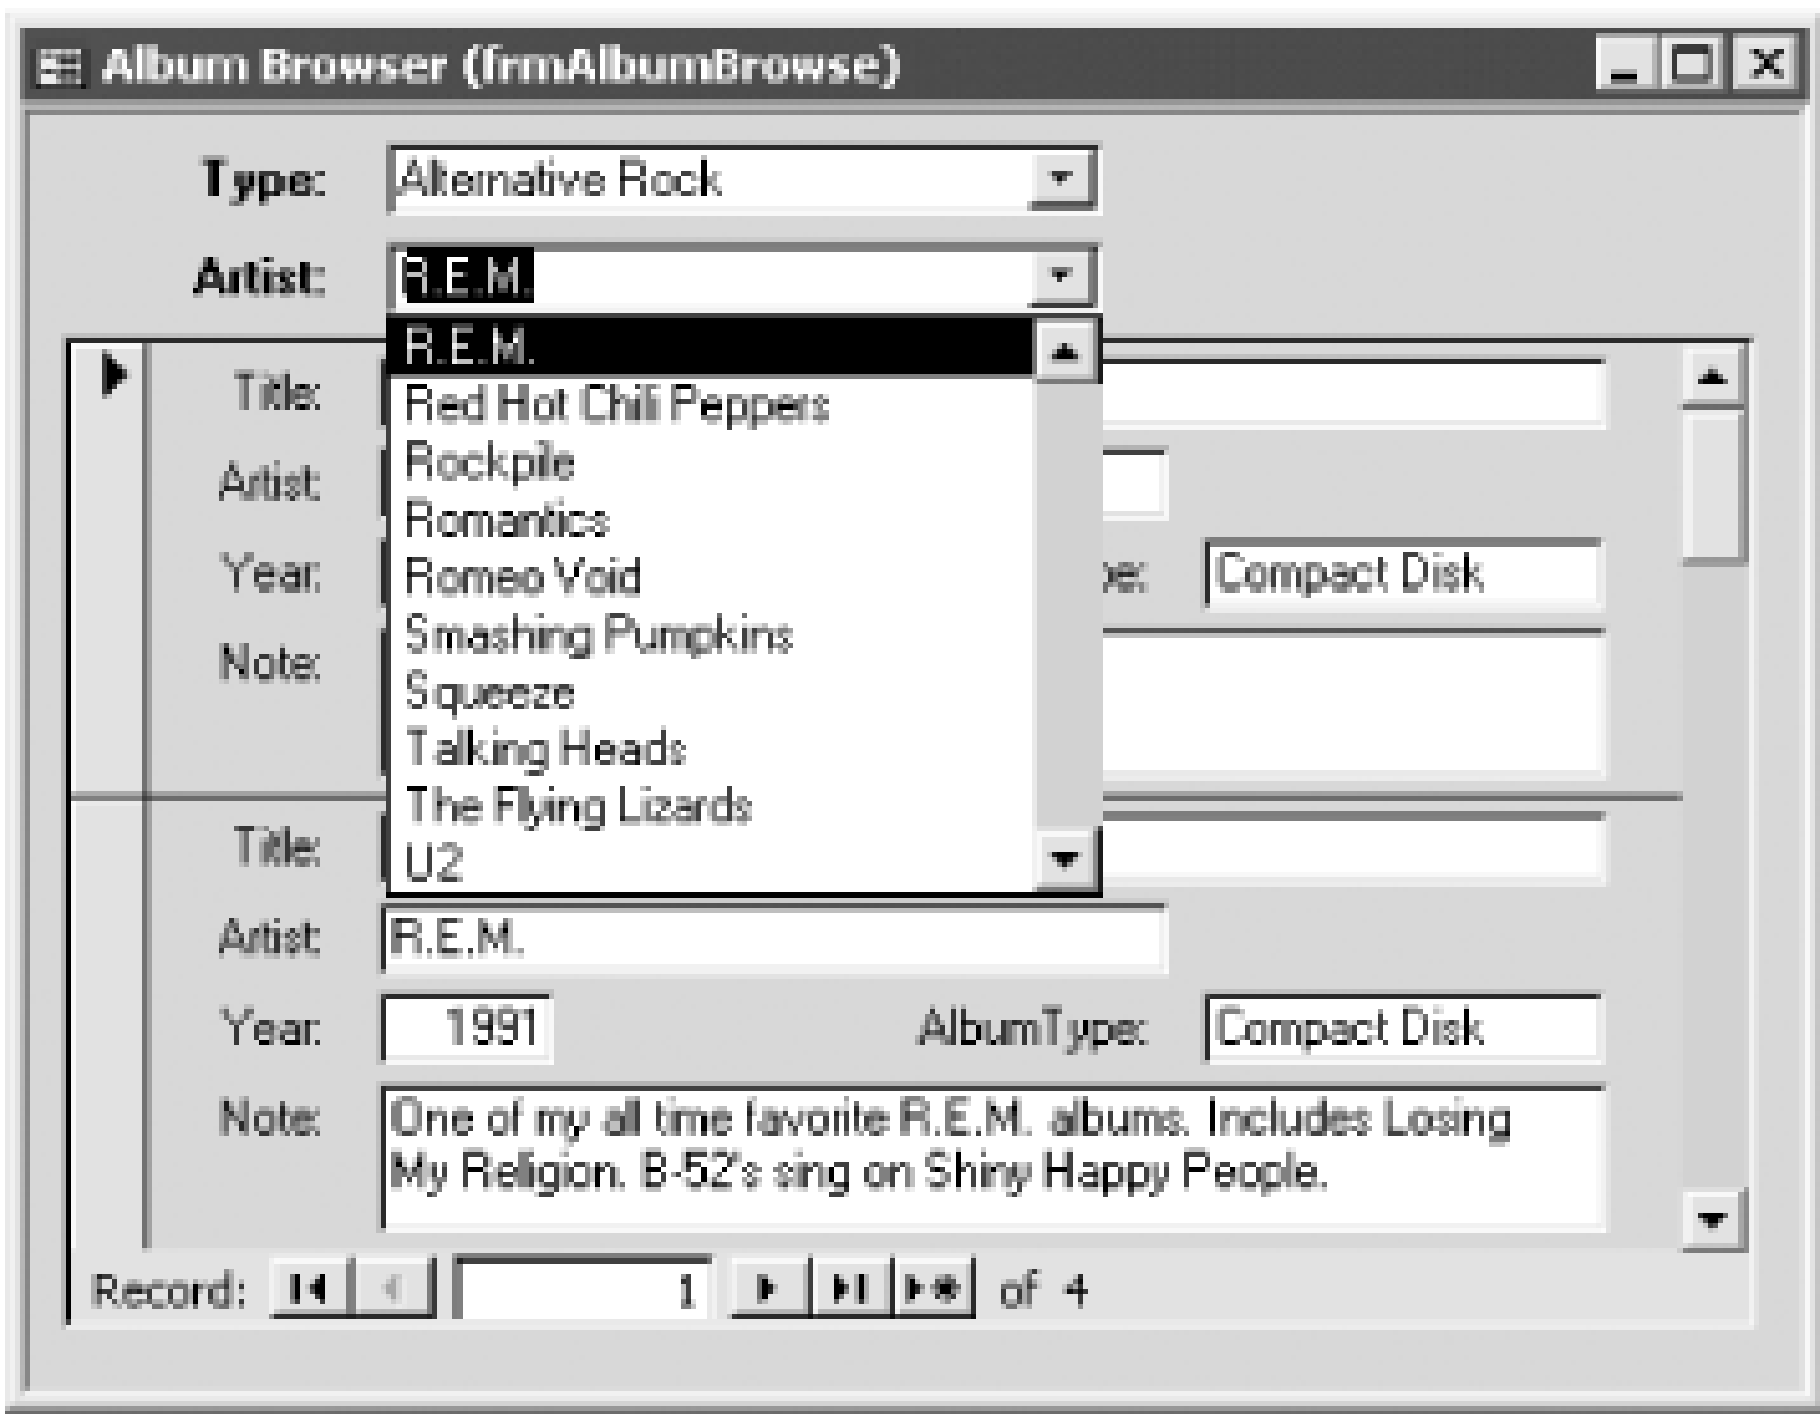 Album Browser (frmAlbumBrowse)
Type: Alternative Rock
Artist: R.E.M.
R.E.M.
Title:
Red Hot Chili Peppers
Artist: Rockpile
Romantics
Year: Romeo Void pe: Compact Disk
Smashing Pumpkins
Note: Squeeze
Talking Heads
The Flying Lizards
Title: U2
Artist: R.E.M.
Year: 1991 AlbumType: Compact Disk
Note: One of my all time favorite R.E.M. albums. Includes Losing
My Religion. B-52's sing on Shiny Happy People.
Record: 1 of 4